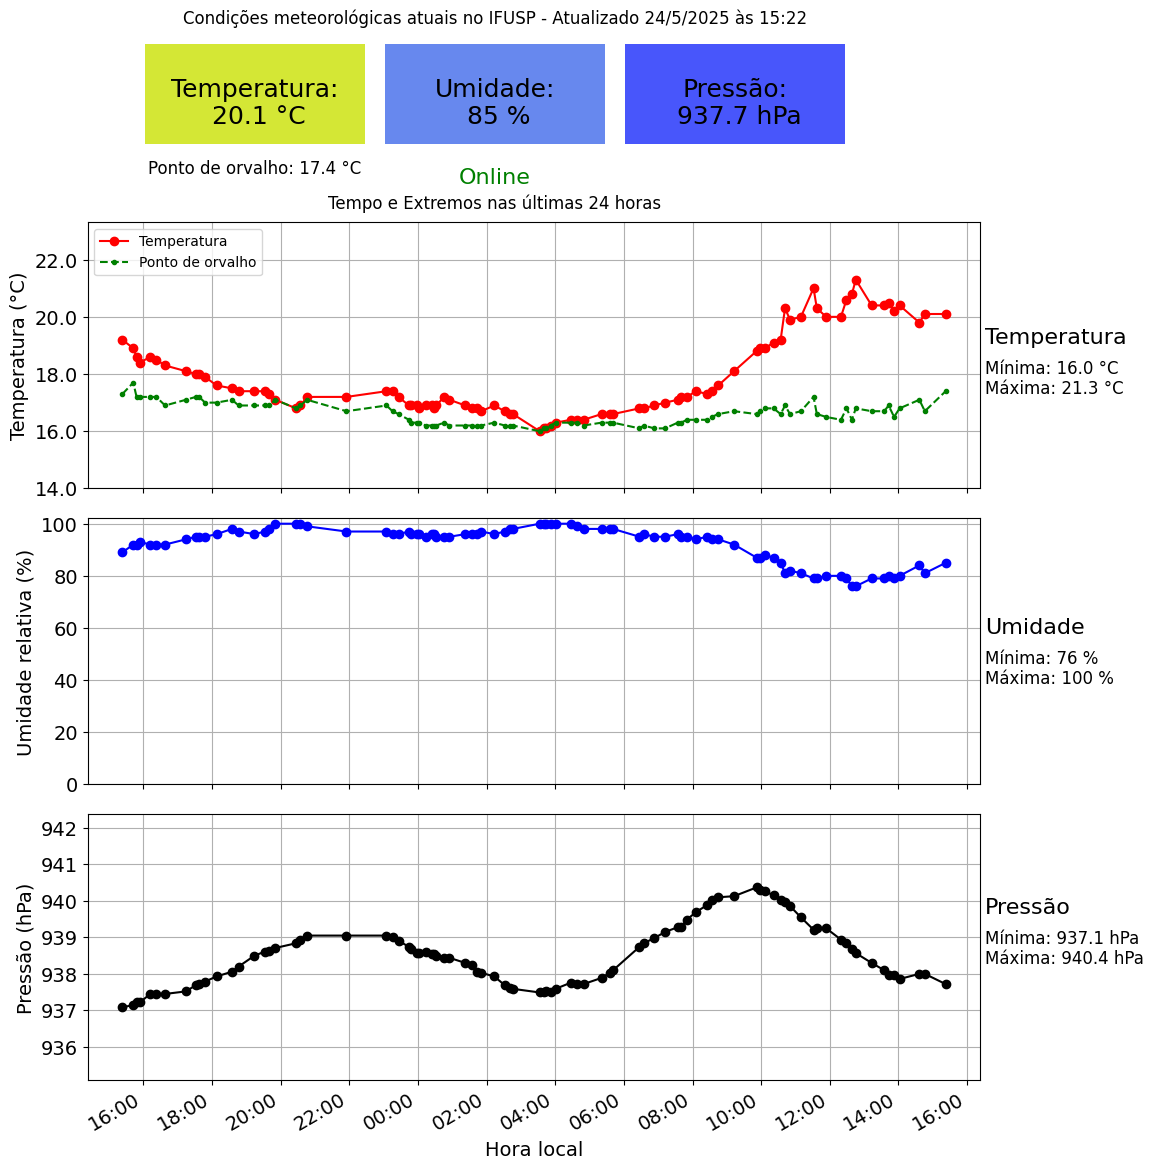 Condições meteorológicas atuais no IFUSP - Atualizado 24/5/2025 às 15:22
Temperatura:
20.1 °C
Umidade:
85 %
Pressão:
937.7 hPa
Ponto de orvalho: 17.4 °C
Online
Tempo e Extremos nas últimas 24 horas
Temperatura
Ponto de orvalho
Temperatura (°C)
22.0
20.0
18.0
16.0
14.0
Temperatura
Mínima: 16.0 °C
Máxima: 21.3 °C
Umidade relativa (%)
100
80
60
40
20
0
Umidade
Mínima: 76 %
Máxima: 100 %
Pressão (hPa)
942
941
940
939
938
937
936
Pressão
Mínima: 937.1 hPa
Máxima: 940.4 hPa
16:00
18:00
20:00
22:00
00:00
02:00
04:00
06:00
08:00
10:00
12:00
14:00
16:00
Hora local